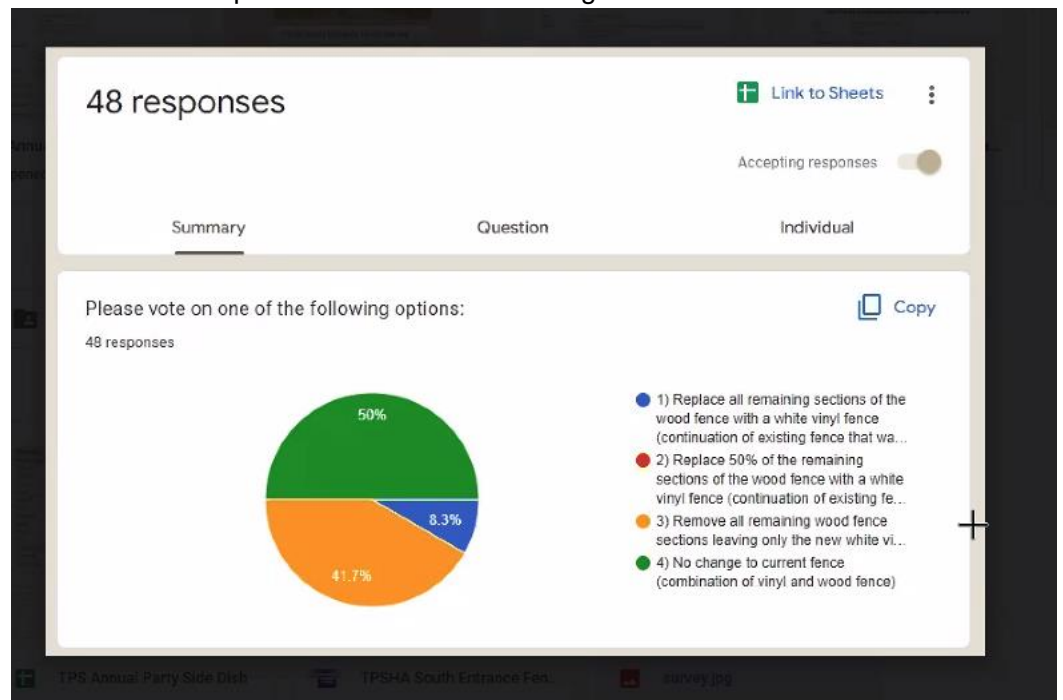 48 responses
Link to Sheets
Accepting responses
Summary
Question
Individual
Please vote on one of the following options:
Copy
48 responses
50%
8.3%
41.7%
1) Replace all remaining sections of the
wood fence with a white vinyl fence
(continuation of existing fence that wa...
2) Replace 50% of the remaining
sections of the wood fence with a white
vinyl fence (continuation of existing fe...
3) Remove all remaining wood fence
sections leaving only the new white vi...
4) No change to current fence
(combination of vinyl and wood fence)
TPS Annual Party Side Dish
TPSHA South Entrance Fen...
survey.jpg